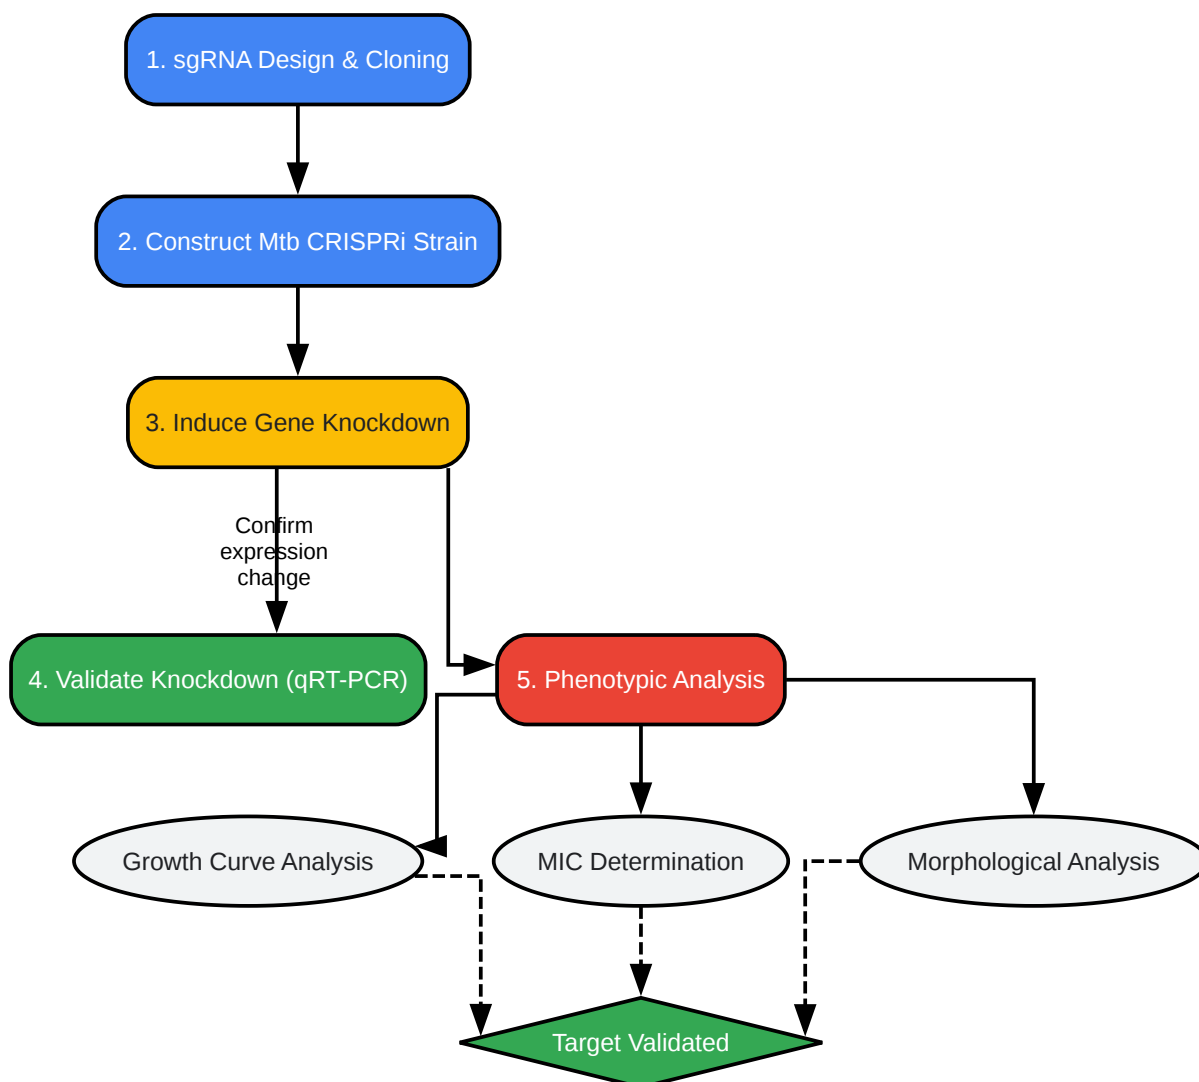 1. sgRNA Design & Cloning
2. Construct Mtb CRISPRi Strain
3. Induce Gene Knockdown
Confirm
expression
change
4. Validate Knockdown (qRT-PCR)
5. Phenotypic Analysis
Growth Curve Analysis
MIC Determination
Morphological Analysis
Target Validated